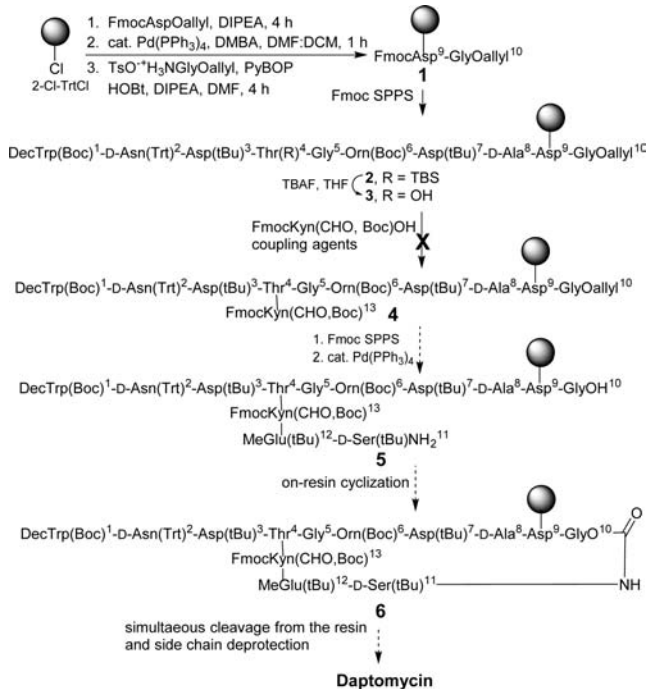 1. FmocAspOallyl, DIPEA, 4 h
2. cat. Pd(PPh3)4, DMBA, DMF:DCM, 1 h
Cl
2-Cl-TrtCl
3. TsO-+H3NGlyOallyl, PyBOP
HOBt, DIPEA, DMF, 4 h
FmocAsp9-GlyOallyl10
1
Fmoc SPPS
DecTrp(Boc)1-D-Asn(Trt)2-Asp(tBu)3-Thr(R)4-Gly5-Orn(Boc)6-Asp(tBu)7-D-Ala8-Asp9-GlyOallyl10
TBAF, THF
2, R = TBS
3, R = OH
FmocKyn(CHO, Boc)OH
coupling agents
X
DecTrp(Boc)1-D-Asn(Trt)2-Asp(tBu)3-Thr4-Gly5-Orn(Boc)6-Asp(tBu)7-D-Ala8-Asp9-GlyOallyl10
FmocKyn(CHO,Boc)13
4
1. Fmoc SPPS
2. cat. Pd(PPh3)4
DecTrp(Boc)1-D-Asn(Trt)2-Asp(tBu)3-Thr4-Gly5-Orn(Boc)6-Asp(tBu)7-D-Ala8-Asp9-GlyOH10
FmocKyn(CHO,Boc)13
MeGlu(tBu)12-D-Ser(tBu)NH2 11
5
on-resin cyclization
DecTrp(Boc)1-D-Asn(Trt)2-Asp(tBu)3-Thr4-Gly5-Orn(Boc)6-Asp(tBu)7-D-Ala8-Asp9-GlyO10
O
FmocKyn(CHO,Boc)13
MeGlu(tBu)12-D-Ser(tBu)11
NH
6
simultaeous cleavage from the resin
and side chain deprotection
Daptomycin